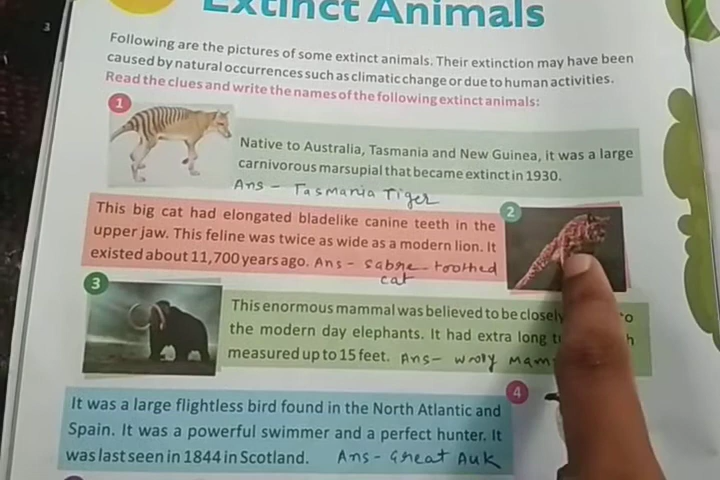 Extinct Animals
Following are the pictures of some extinct animals. Their extinction may have been
caused by natural occurrences such as climatic change or due to human activities.
Read the clues and write the names of the following extinct animals:
1
Native to Australia, Tasmania and New Guinea, it was a large
carnivorous marsupial that became extinct in 1930.
Ans - Tasmania Tiger
This big cat had elongated bladelike canine teeth in the
2
upper jaw. This feline was twice as wide as a modern lion. It
existed about 11,700 years ago. Ans - Sabre-toothed
cat
3
This enormous mammal was believed to be closely
the modern day elephants. It had extra long
measured up to 15 feet. Ans - Wooly
4
It was a large flightless bird found in the North Atlantic and
Spain. It was a powerful swimmer and a perfect hunter. It
was last seen in 1844 in Scotland. Ans - Great Auk